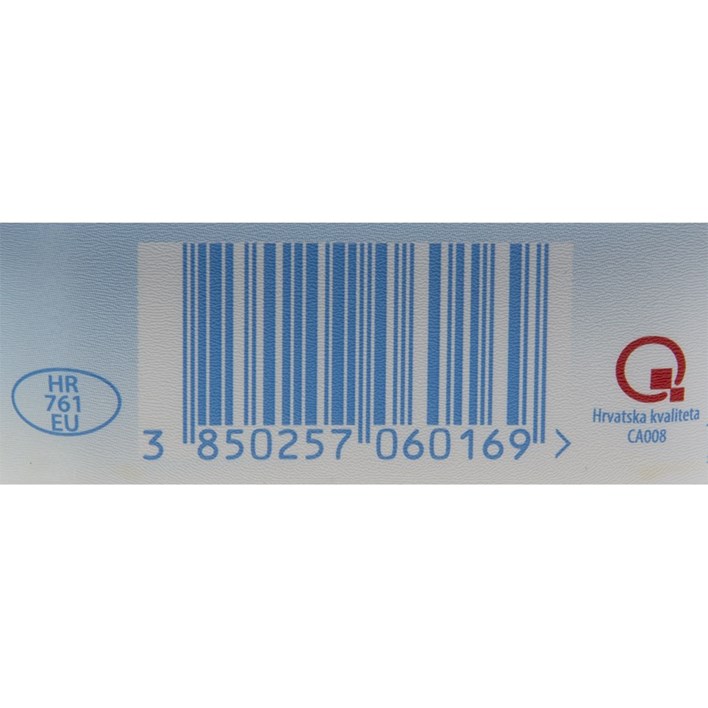 HR
761
EU
3 850257 060169 >
Hrvatska kvaliteta
CA008